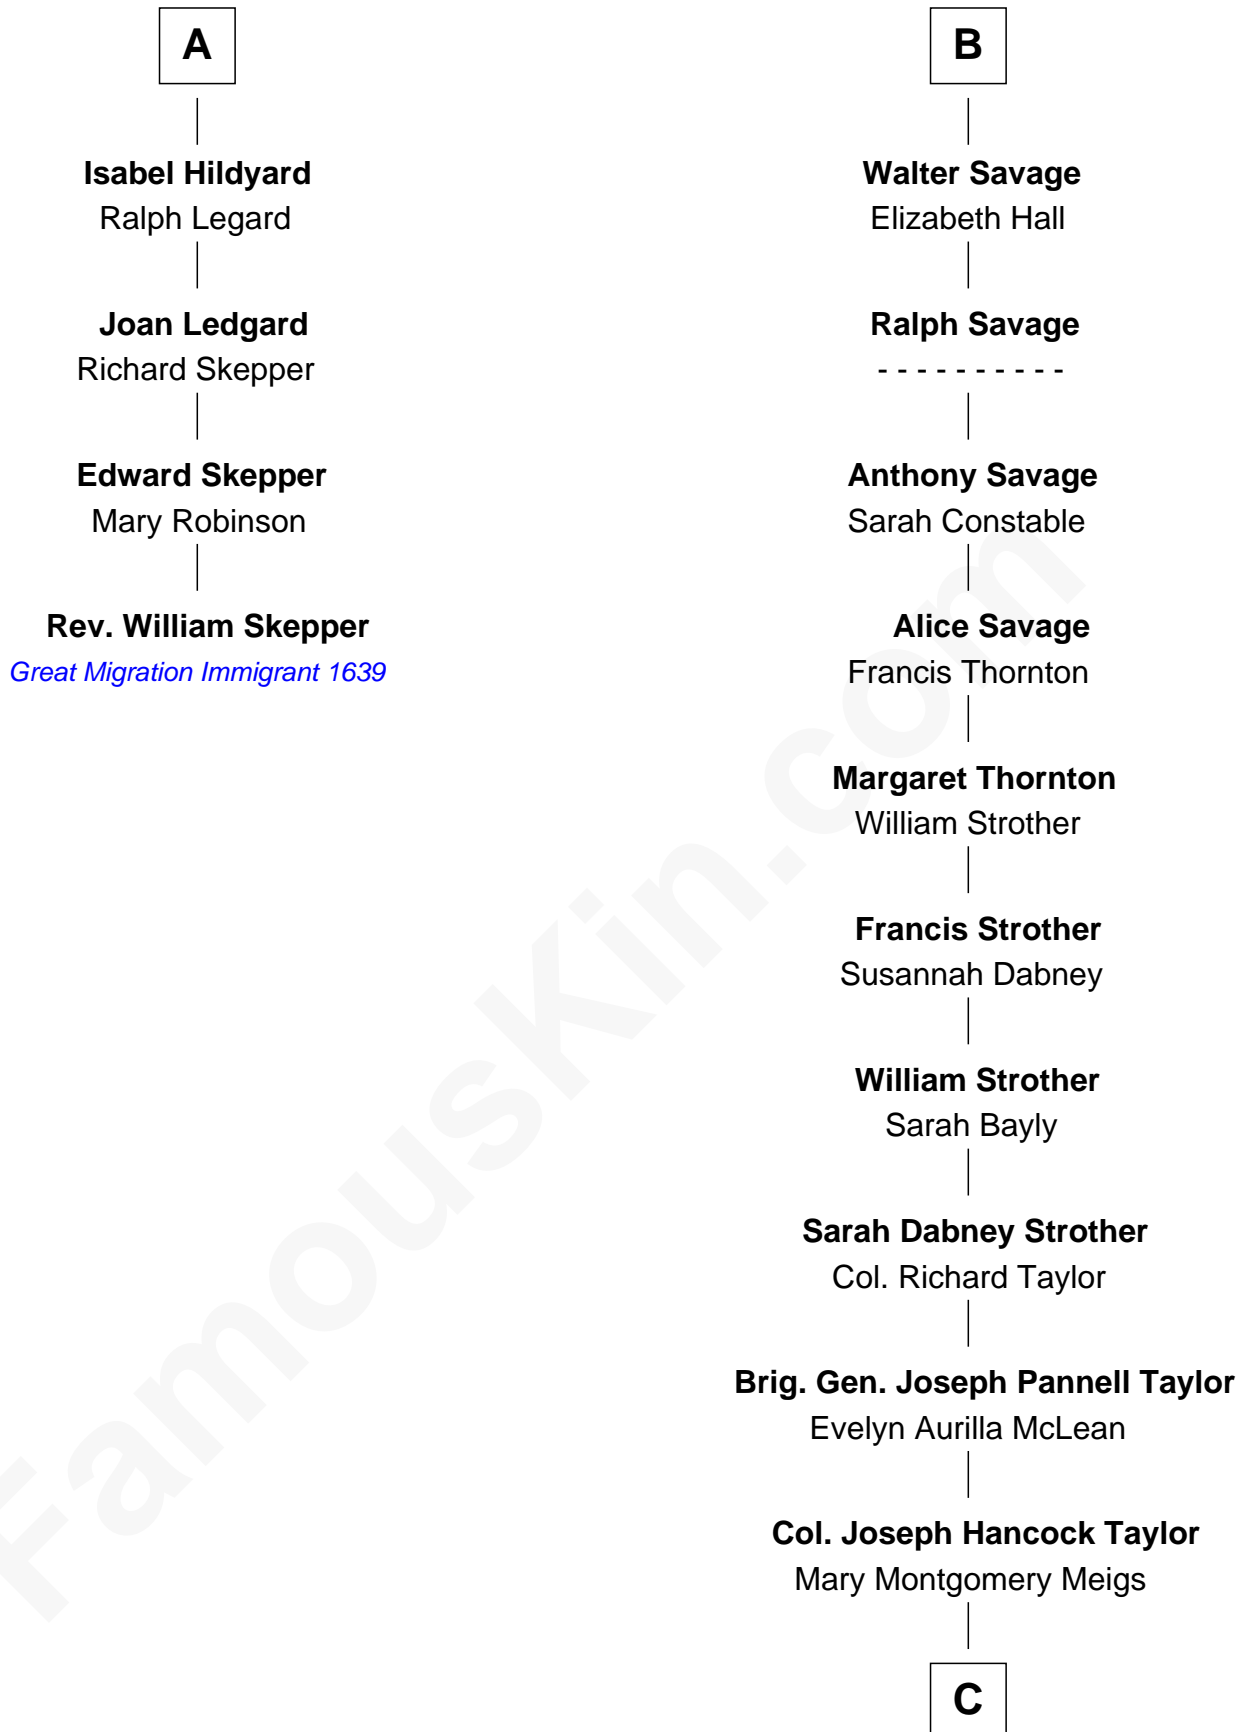 A
Isabel Hildyard
Ralph Legard
Joan Ledgard
Richard Skepper
Edward Skepper
Mary Robinson
Rev. William Skepper
Great Migration Immigrant 1639
B
Walter Savage
Elizabeth Hall
Ralph Savage
- - - - - - - - - -
Anthony Savage
Sarah Constable
Alice Savage
Francis Thornton
Margaret Thornton
William Strother
Francis Strother
Susannah Dabney
William Strother
Sarah Bayly
Sarah Dabney Strother
Col. Richard Taylor
Brig. Gen. Joseph Pannell Taylor
Evelyn Aurilla McLean
Col. Joseph Hancock Taylor
Mary Montgomery Meigs
C
FamousKin.com